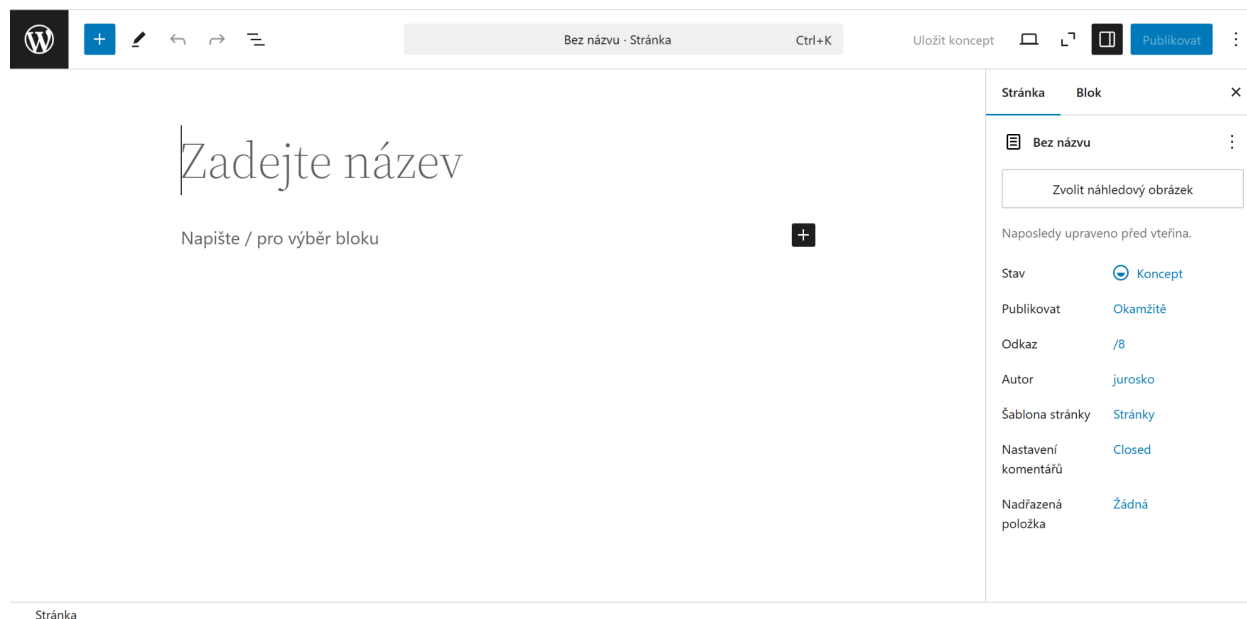 Bez názvu · Stránka Ctrl+K Uložit koncept Publikovat
Stránka Blok
Zadejte název
Napište / pro výběr bloku
Bez názvu
Zvolit náhledový obrázek
Naposledy upraveno před vteřina.
Stav Koncept
Publikovat Okamžitě
Odkaz /8
Autor jurosko
Šablona stránky Stránky
Nastavení komentářů Closed
Nadřazená položka Žádná
Stránka